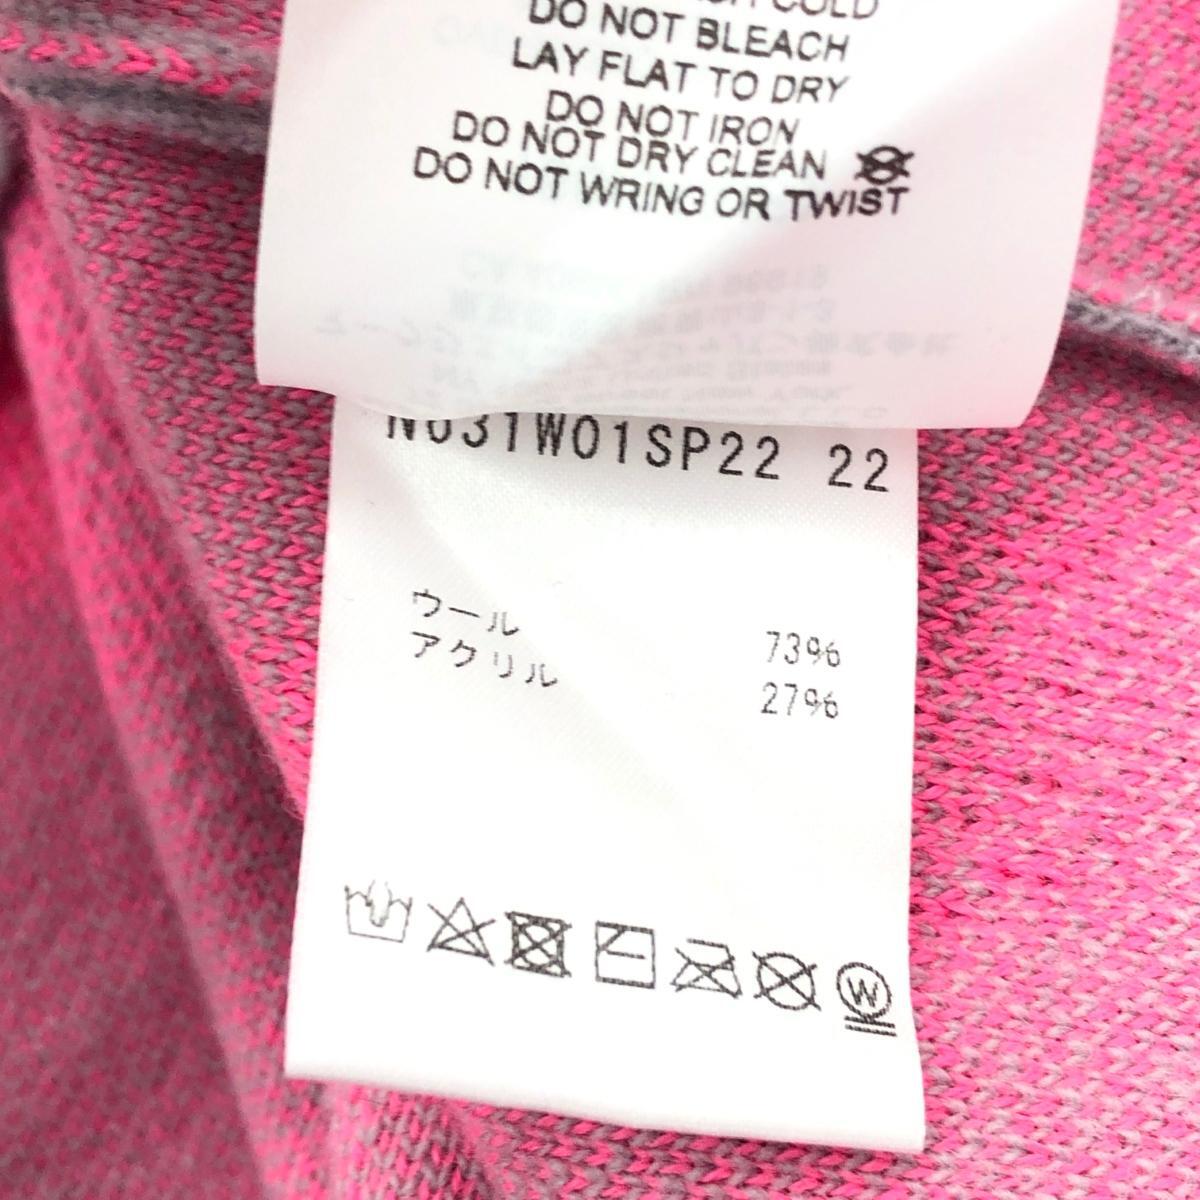 COLD
DO NOT BLEACH
LAY FLAT TO DRY
DO NOT IRON
DO NOT DRY CLEAN
DO NOT WRING OR TWIST
N031W01SP22 22
ウール 73%
アクリル 27%
W